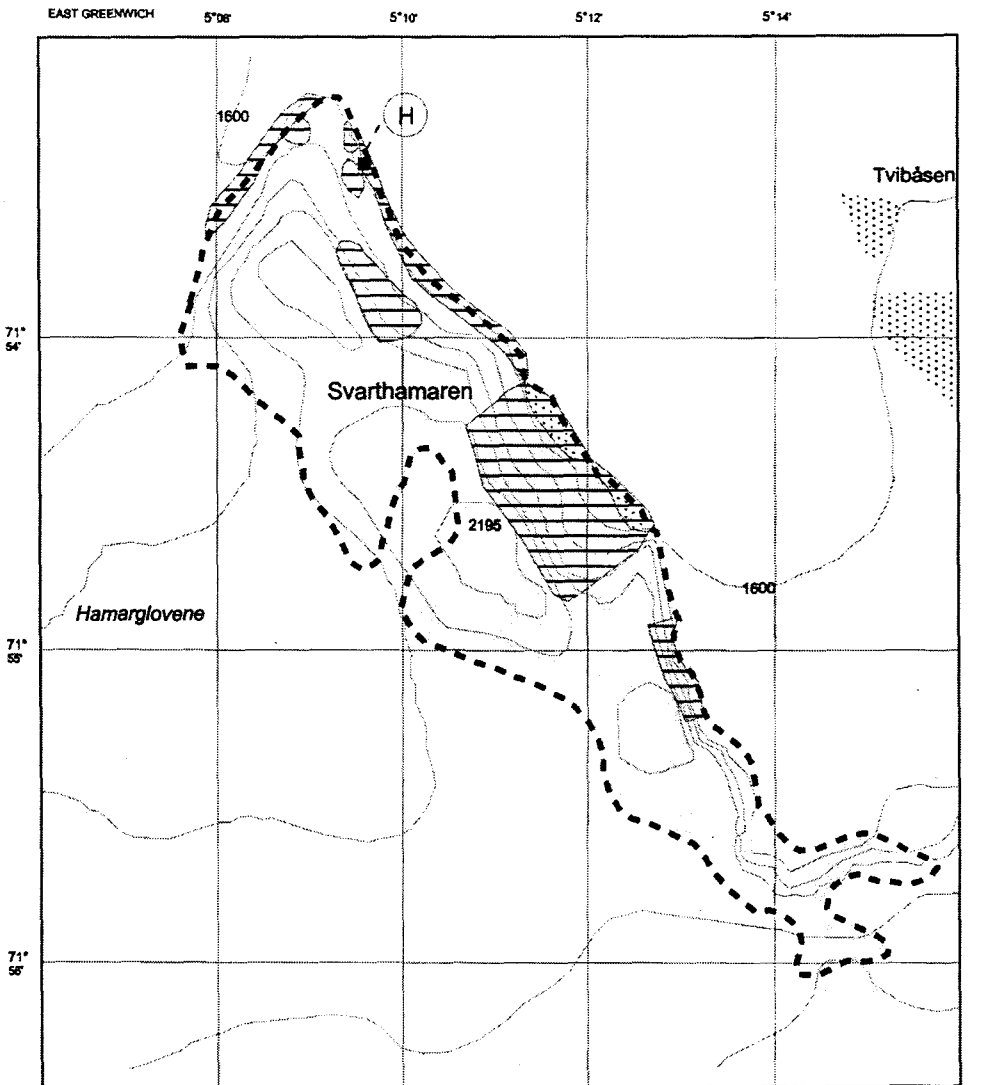 EAST GREENWICH 5°08' 5°10' 5°12' 5°14'
1600
H
Tvibåsen
71°
54'
Svarthamaren
2195
1600
Hamarglovene
71°
55'
71°
56'